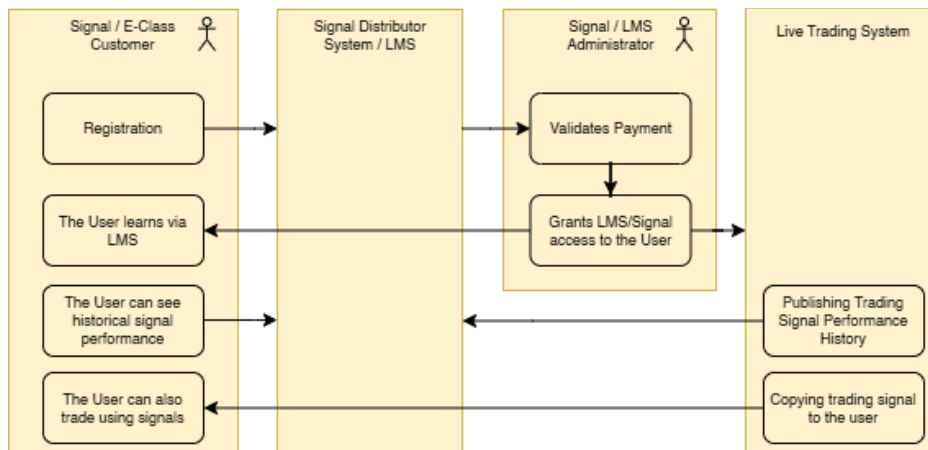 Signal / E-Class
Customer
Signal Distributor
System / LMS
Signal / LMS
Administrator
Live Trading System
Registration
Validates Payment
The User learns via
LMS
Grants LMS/Signal
access to the User
The User can see
historical signal
performance
Publishing Trading
Signal Performance
History
The User can also
trade using signals
Copying trading signal
to the user